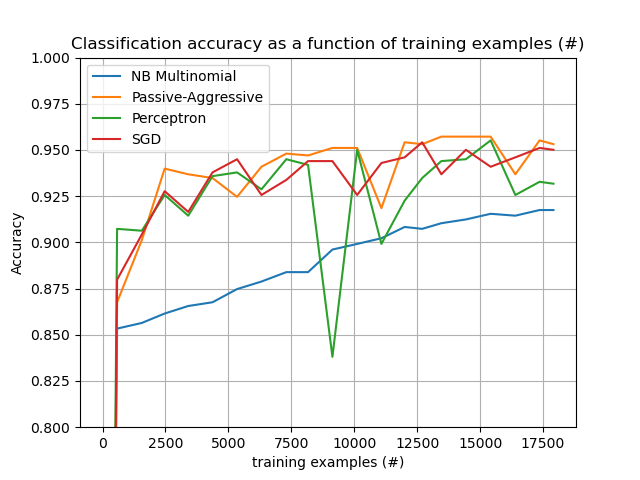 Classification accuracy as a function of training examples (#)
1.000
0.975
0.950
0.925
0.900
0.875
0.850
0.825
0.800
Accuracy
NB Multinomial
Passive-Aggressive
Perceptron
SGD
0 2500 5000 7500 10000 12500 15000 17500
training examples (#)